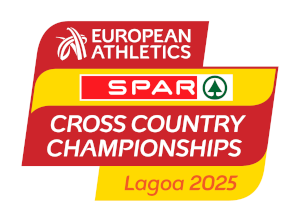 EUROPEAN
ATHLETICS
SPAR
CROSS COUNTRY
CHAMPIONSHIPS
Lagoa 2025